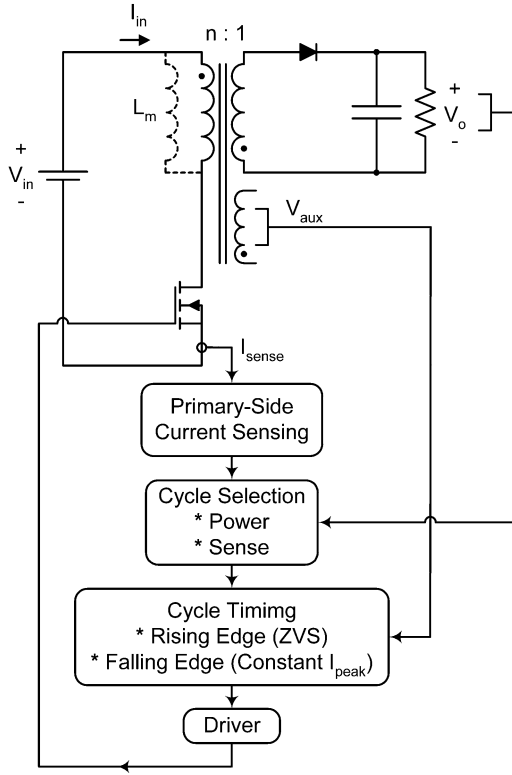 I_in
n : 1
L_m
+
V_in
-
+
V_o
-
V_aux
I_sense
Primary-Side
Current Sensing
Cycle Selection
* Power
* Sense
Cycle Timimg
* Rising Edge (ZVS)
* Falling Edge (Constant I_peak)
Driver